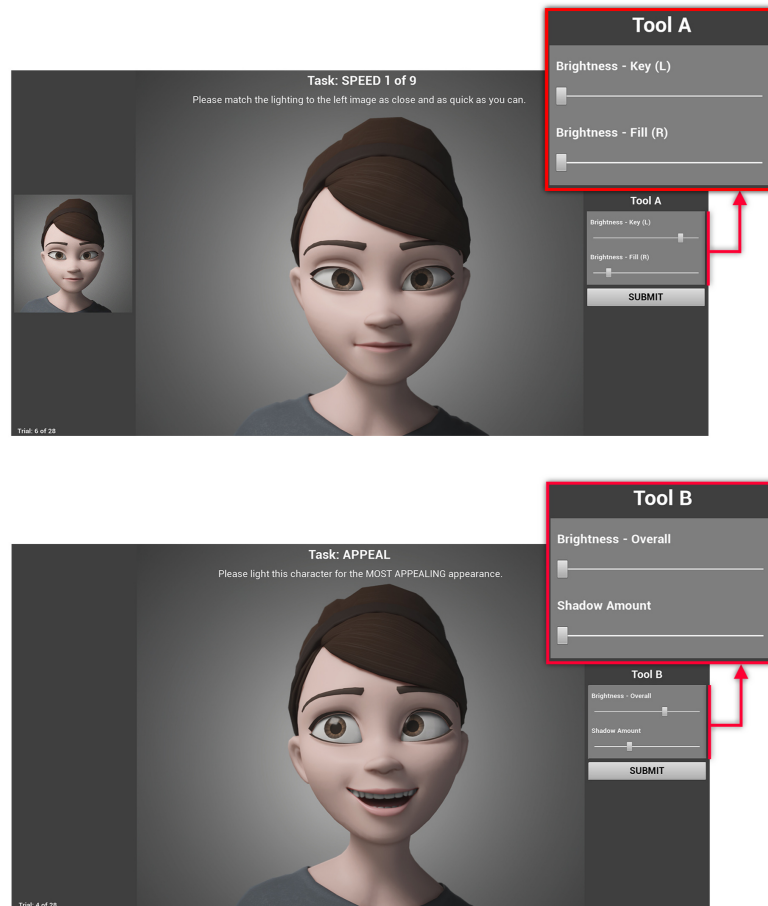 Tool A
Brightness - Key (L)
Brightness - Fill (R)
Task: SPEED 1 of 9
Please match the lighting to the left image as close and as quick as you can.
Tool A
Brightness - Key (L)
Brightness - Fill (R)
SUBMIT
Trial: 6 of 28
Tool B
Brightness - Overall
Shadow Amount
Task: APPEAL
Please light this character for the MOST APPEALING appearance.
Tool B
Brightness - Overall
Shadow Amount
SUBMIT
Trial: 4 of 28